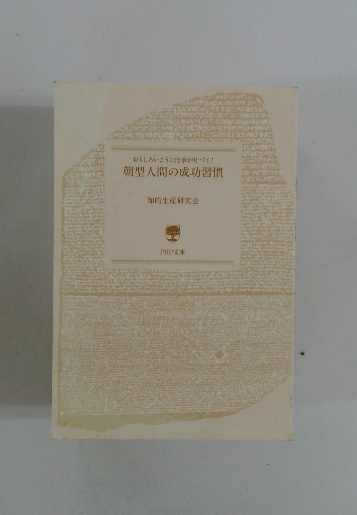 おもしろいように仕事が片づく!
朝型人間の成功習慣
知的生産研究会
PHP文庫